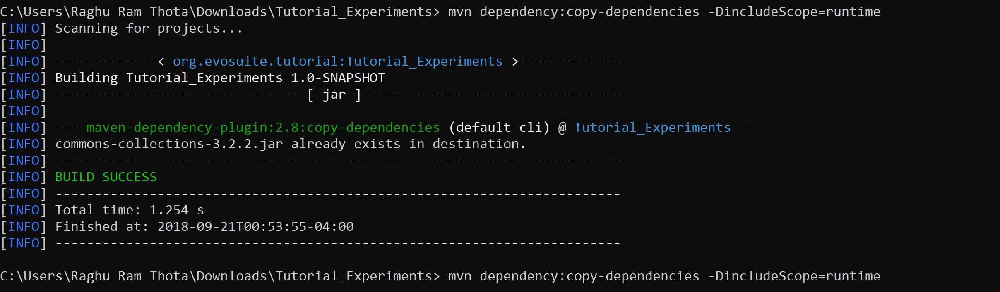 C:\Users\Raghu Ram Thota\Downloads\Tutorial_Experiments> mvn dependency:copy-dependencies -DincludeScope=runtime
[INFO] Scanning for projects...
[INFO]
[INFO] -------------< org.evosuite.tutorial:Tutorial_Experiments >-------------
[INFO] Building Tutorial_Experiments 1.0-SNAPSHOT
[INFO] --------------------------------[ jar ]---------------------------------
[INFO]
[INFO] --- maven-dependency-plugin:2.8:copy-dependencies (default-cli) @ Tutorial_Experiments ---
[INFO] commons-collections-3.2.2.jar already exists in destination.
[INFO] ------------------------------------------------------------------------
[INFO] BUILD SUCCESS
[INFO] ------------------------------------------------------------------------
[INFO] Total time: 1.254 s
[INFO] Finished at: 2018-09-21T00:53:55-04:00
[INFO] ------------------------------------------------------------------------
C:\Users\Raghu Ram Thota\Downloads\Tutorial_Experiments> mvn dependency:copy-dependencies -DincludeScope=runtime